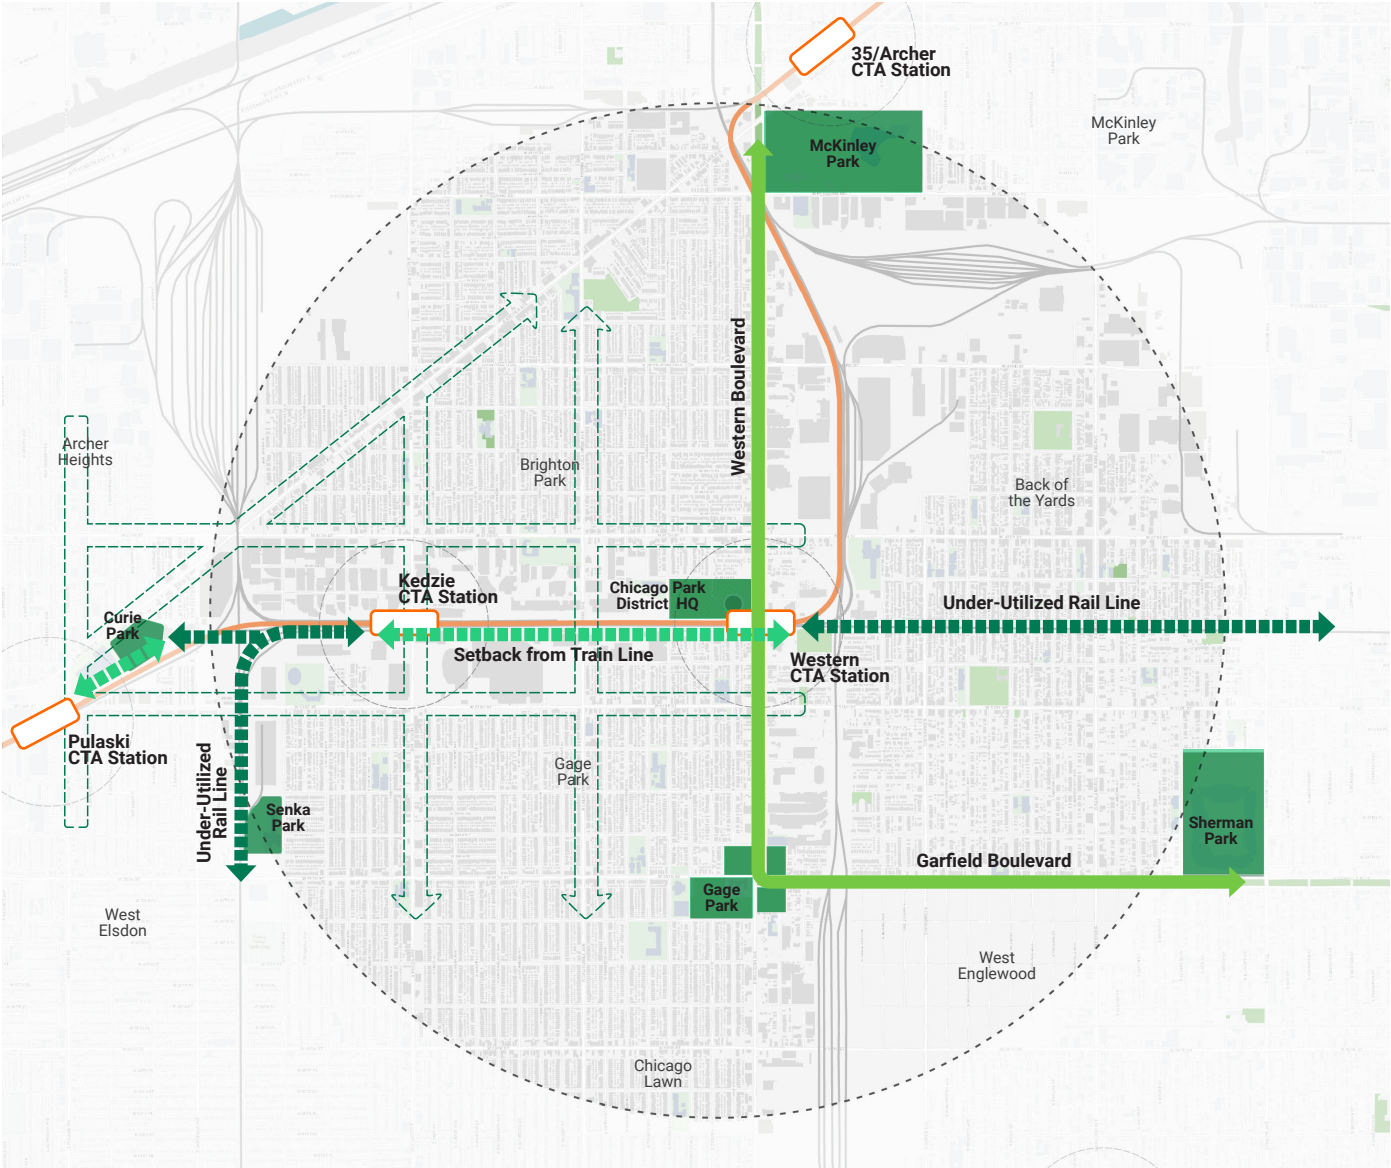 35/Archer
CTA Station
McKinley
Park
McKinley
Park
Western Boulevard
Archer
Heights
Brighton
Park
Back of
the Yards
Kedzie
CTA Station
Chicago Park
District HQ
Under-Utilized Rail Line
Curie
Park
Setback from Train Line
Western
CTA Station
Pulaski
CTA Station
Under-Utilized
Rail Line
Gage
Park
Senka
Park
Sherman
Park
Garfield Boulevard
Gage
Park
West
Elsdon
West
Englewood
Chicago
Lawn